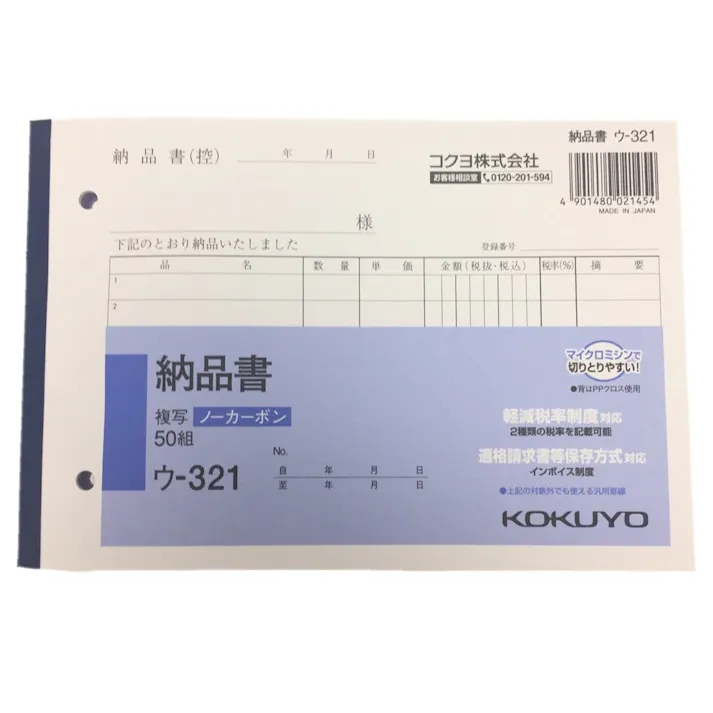 納品書 ウ-321
納品書(控) 年 月 日
コクヨ株式会社
お客様相談室 0120-201-594
4 901480 021454
MADE IN JAPAN
様
下記のとおり納品いたしました 登録番号
品 名 数 量 単 価 金額(税抜・税込) 税率(%) 摘 要
1
2
マイクロミシンで
切りとりやすい!
●背はPPクロス使用
納品書
複写 ノーカーボン
50組
ウ-321
No.
自 年 月 日
至 年 月 日
軽減税率制度対応
2種類の税率を記載可能
適格請求書等保存方式対応
インボイス制度
●上記の対象外でも使える汎用罫線
KOKUYO